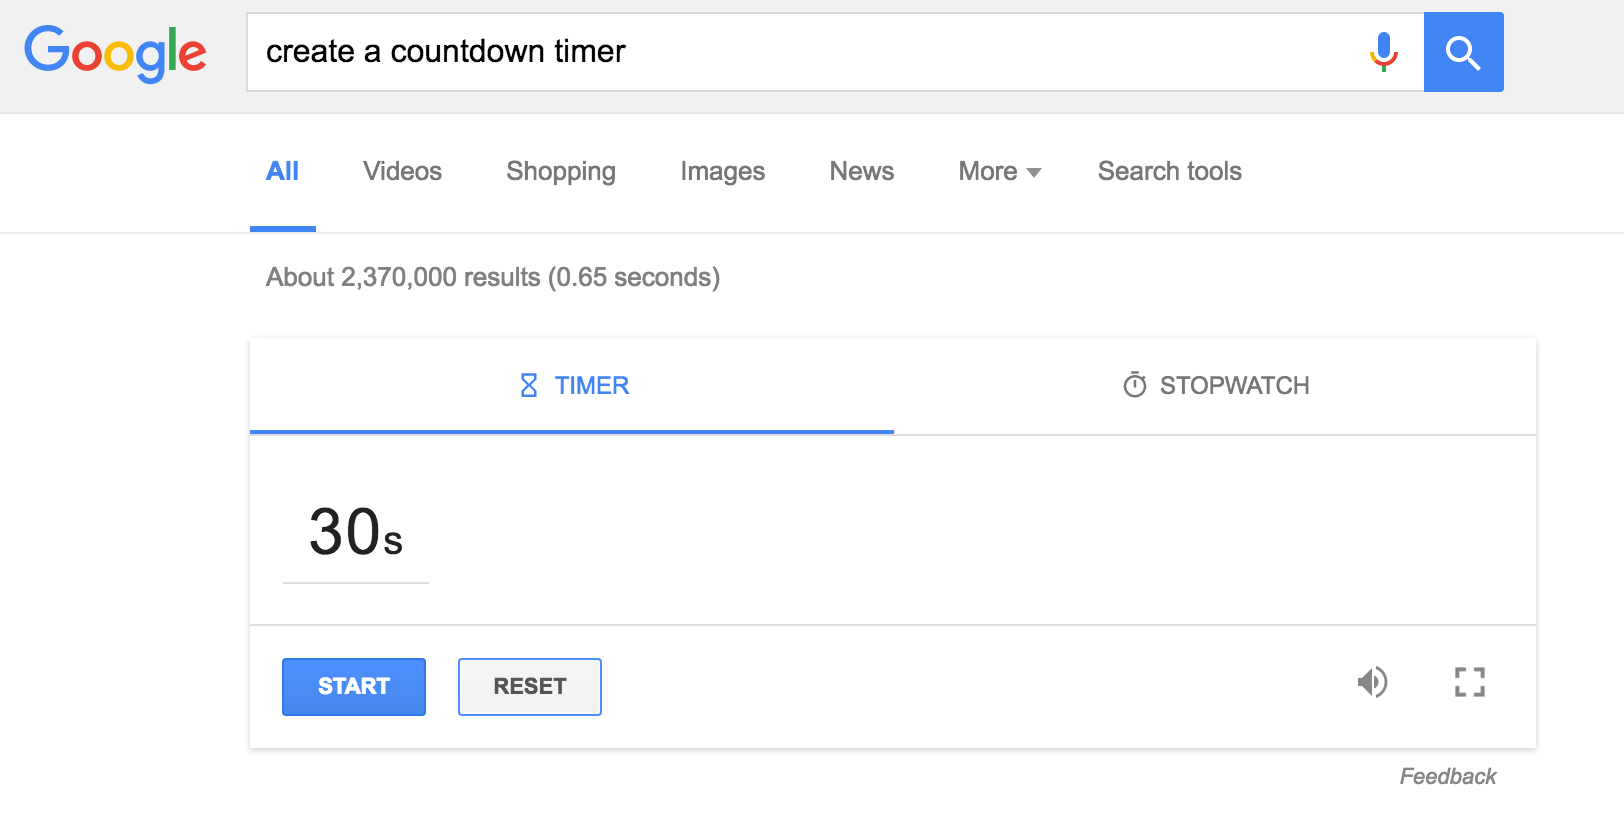 Google create a countdown timer
All Videos Shopping Images News More Search tools
About 2,370,000 results (0.65 seconds)
TIMER STOPWATCH
30s
START RESET
Feedback